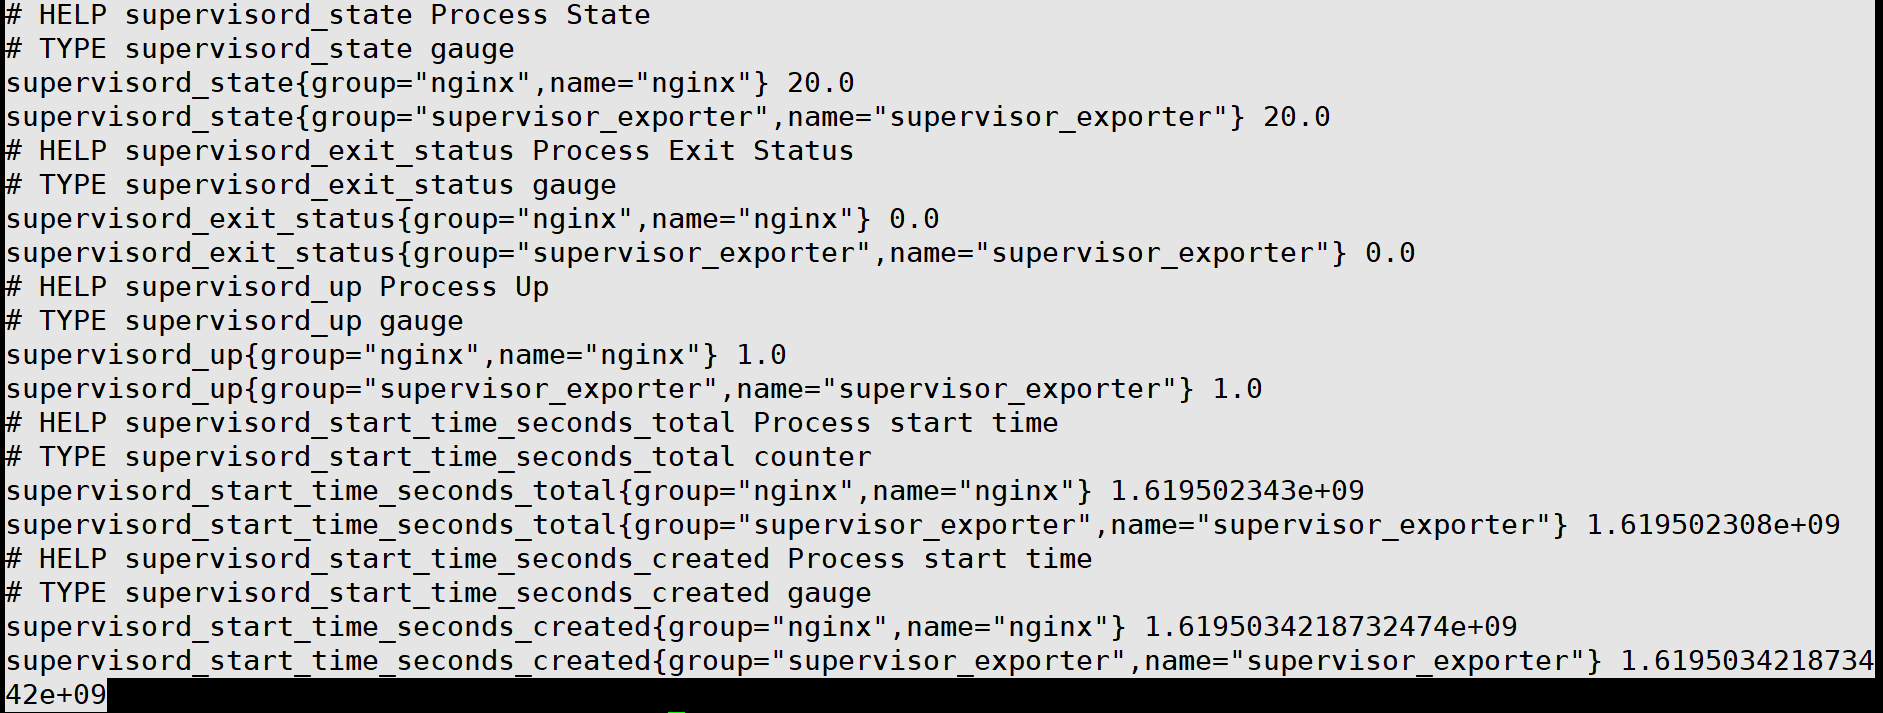 # HELP supervisord_state Process State
# TYPE supervisord_state gauge
supervisord_state{group="nginx",name="nginx"} 20.0
supervisord_state{group="supervisor_exporter",name="supervisor_exporter"} 20.0
# HELP supervisord_exit_status Process Exit Status
# TYPE supervisord_exit_status gauge
supervisord_exit_status{group="nginx",name="nginx"} 0.0
supervisord_exit_status{group="supervisor_exporter",name="supervisor_exporter"} 0.0
# HELP supervisord_up Process Up
# TYPE supervisord_up gauge
supervisord_up{group="nginx",name="nginx"} 1.0
supervisord_up{group="supervisor_exporter",name="supervisor_exporter"} 1.0
# HELP supervisord_start_time_seconds_total Process start time
# TYPE supervisord_start_time_seconds_total counter
supervisord_start_time_seconds_total{group="nginx",name="nginx"} 1.619502343e+09
supervisord_start_time_seconds_total{group="supervisor_exporter",name="supervisor_exporter"} 1.619502308e+09
# HELP supervisord_start_time_seconds_created Process start time
# TYPE supervisord_start_time_seconds_created gauge
supervisord_start_time_seconds_created{group="nginx",name="nginx"} 1.6195034218732474e+09
supervisord_start_time_seconds_created{group="supervisor_exporter",name="supervisor_exporter"} 1.6195034218734
42e+09